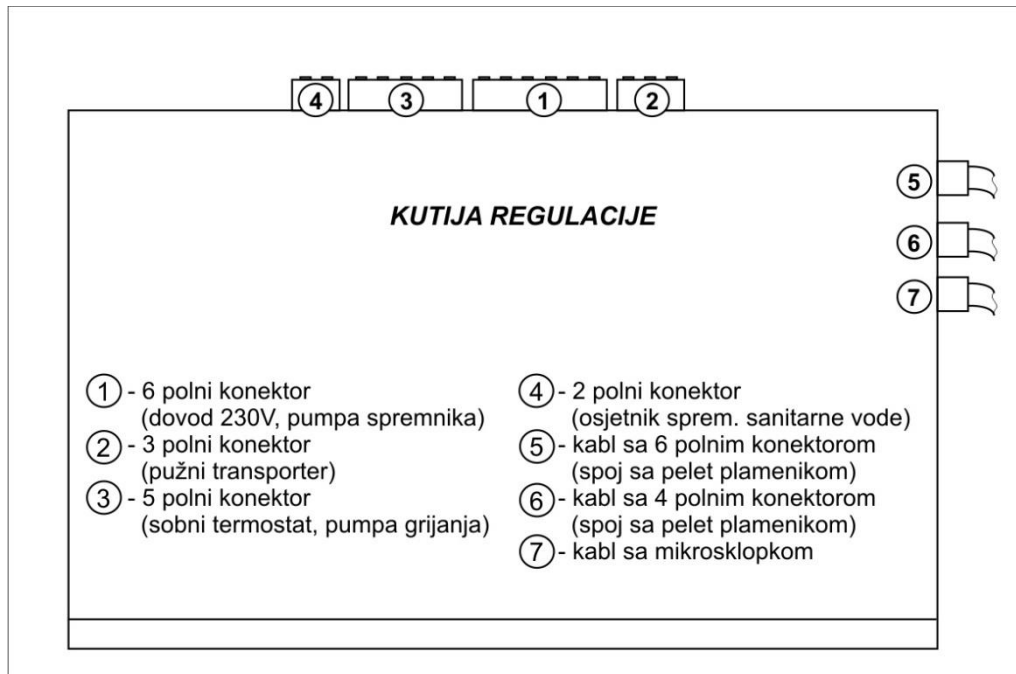 4 3 1 2
5
KUTIJA REGULACIJE
6
7
1 - 6 polni konektor
(dovod 230V, pumpa spremnika)
2 - 3 polni konektor
(pužni transporter)
3 - 5 polni konektor
(sobni termostat, pumpa grijanja)
4 - 2 polni konektor
(osjetnik sprem. sanitarne vode)
5 - kabl sa 6 polnim konektorom
(spoj sa pelet plamenikom)
6 - kabl sa 4 polnim konektorom
(spoj sa pelet plamenikom)
7 - kabl sa mikrosklopkom